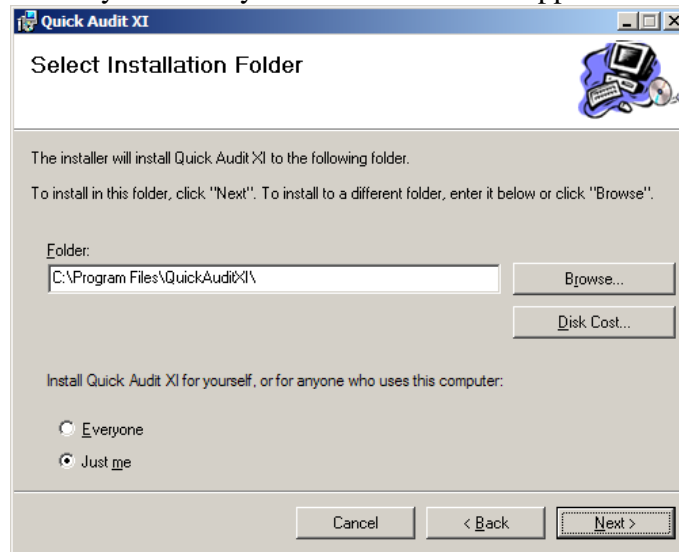 Quick Audit XI
Select Installation Folder
The installer will install Quick Audit XI to the following folder.
To install in this folder, click "Next". To install to a different folder, enter it below or click "Browse".
Folder:
C:\Program Files\QuickAuditXI\
Browse...
Disk Cost...
Install Quick Audit XI for yourself, or for anyone who uses this computer:
Everyone
Just me
Cancel
< Back
Next >